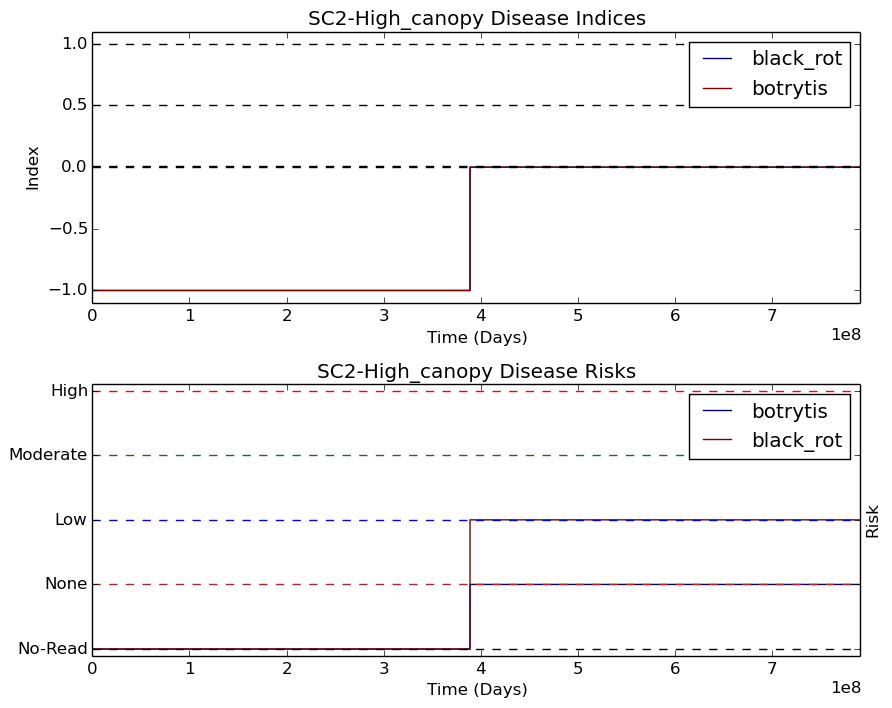 SC2-High_canopy Disease Indices
1.0
0.5
0.0
−0.5
−1.0
Index
black_rot
botrytis
0 1 2 3 4 5 6 7
1e8
Time (Days)
SC2-High_canopy Disease Risks
High
Moderate
Low
None
No-Read
botrytis
black_rot
Risk
0 1 2 3 4 5 6 7
1e8
Time (Days)